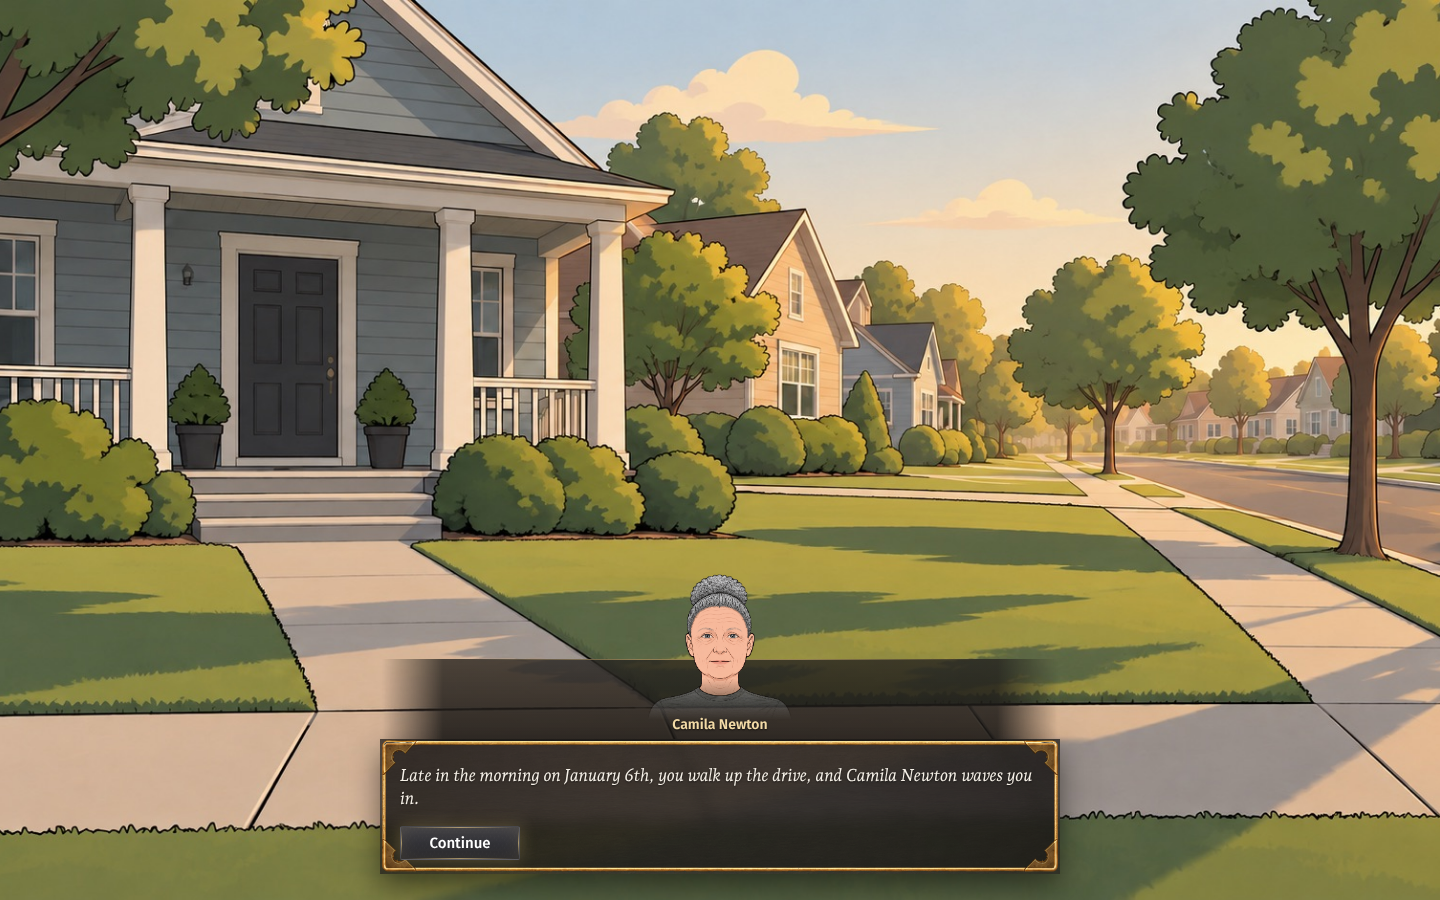 Camila Newton
Late in the morning on January 6th, you walk up the drive, and Camila Newton waves you
in.
Continue